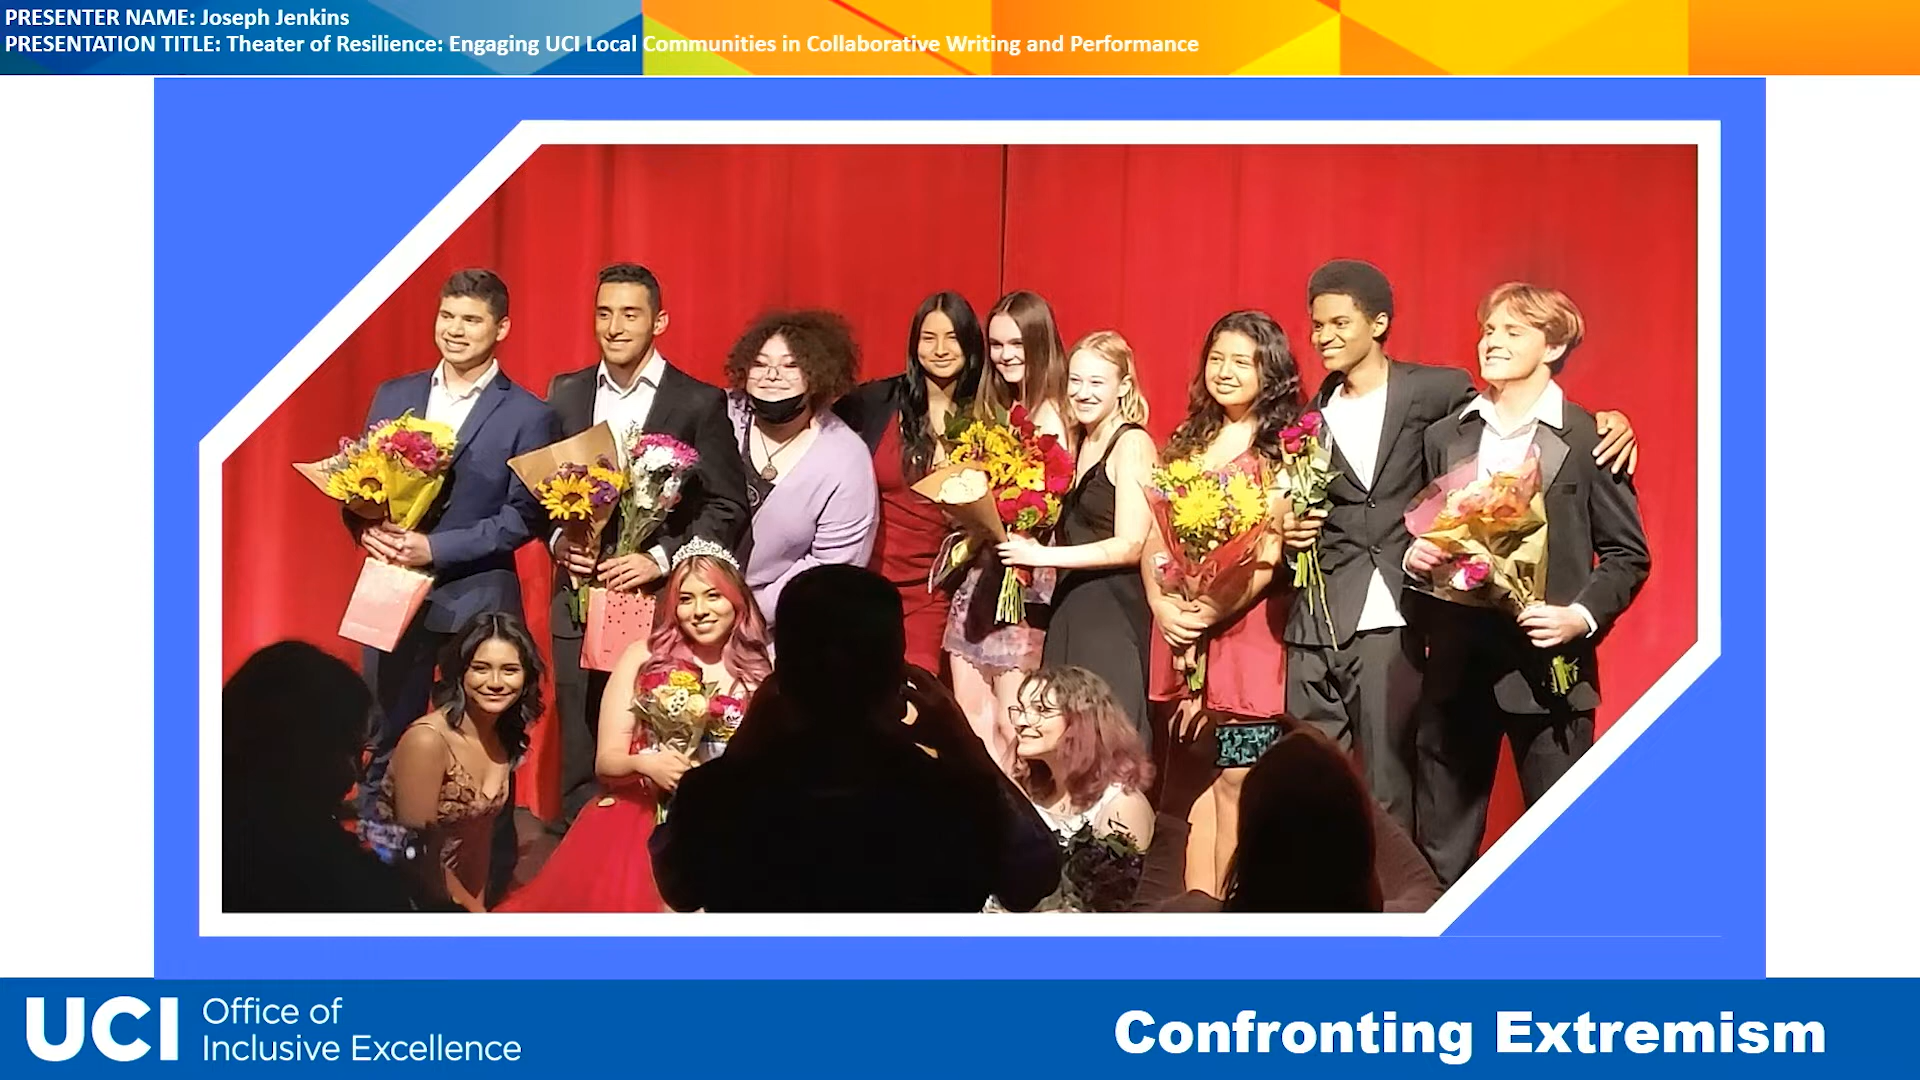 PRESENTER NAME: Joseph Jenkins
PRESENTATION TITLE: Theater of Resilience: Engaging UCI Local Communities in Collaborative Writing and Performance
UCI Office of
Inclusive Excellence
Confronting Extremism